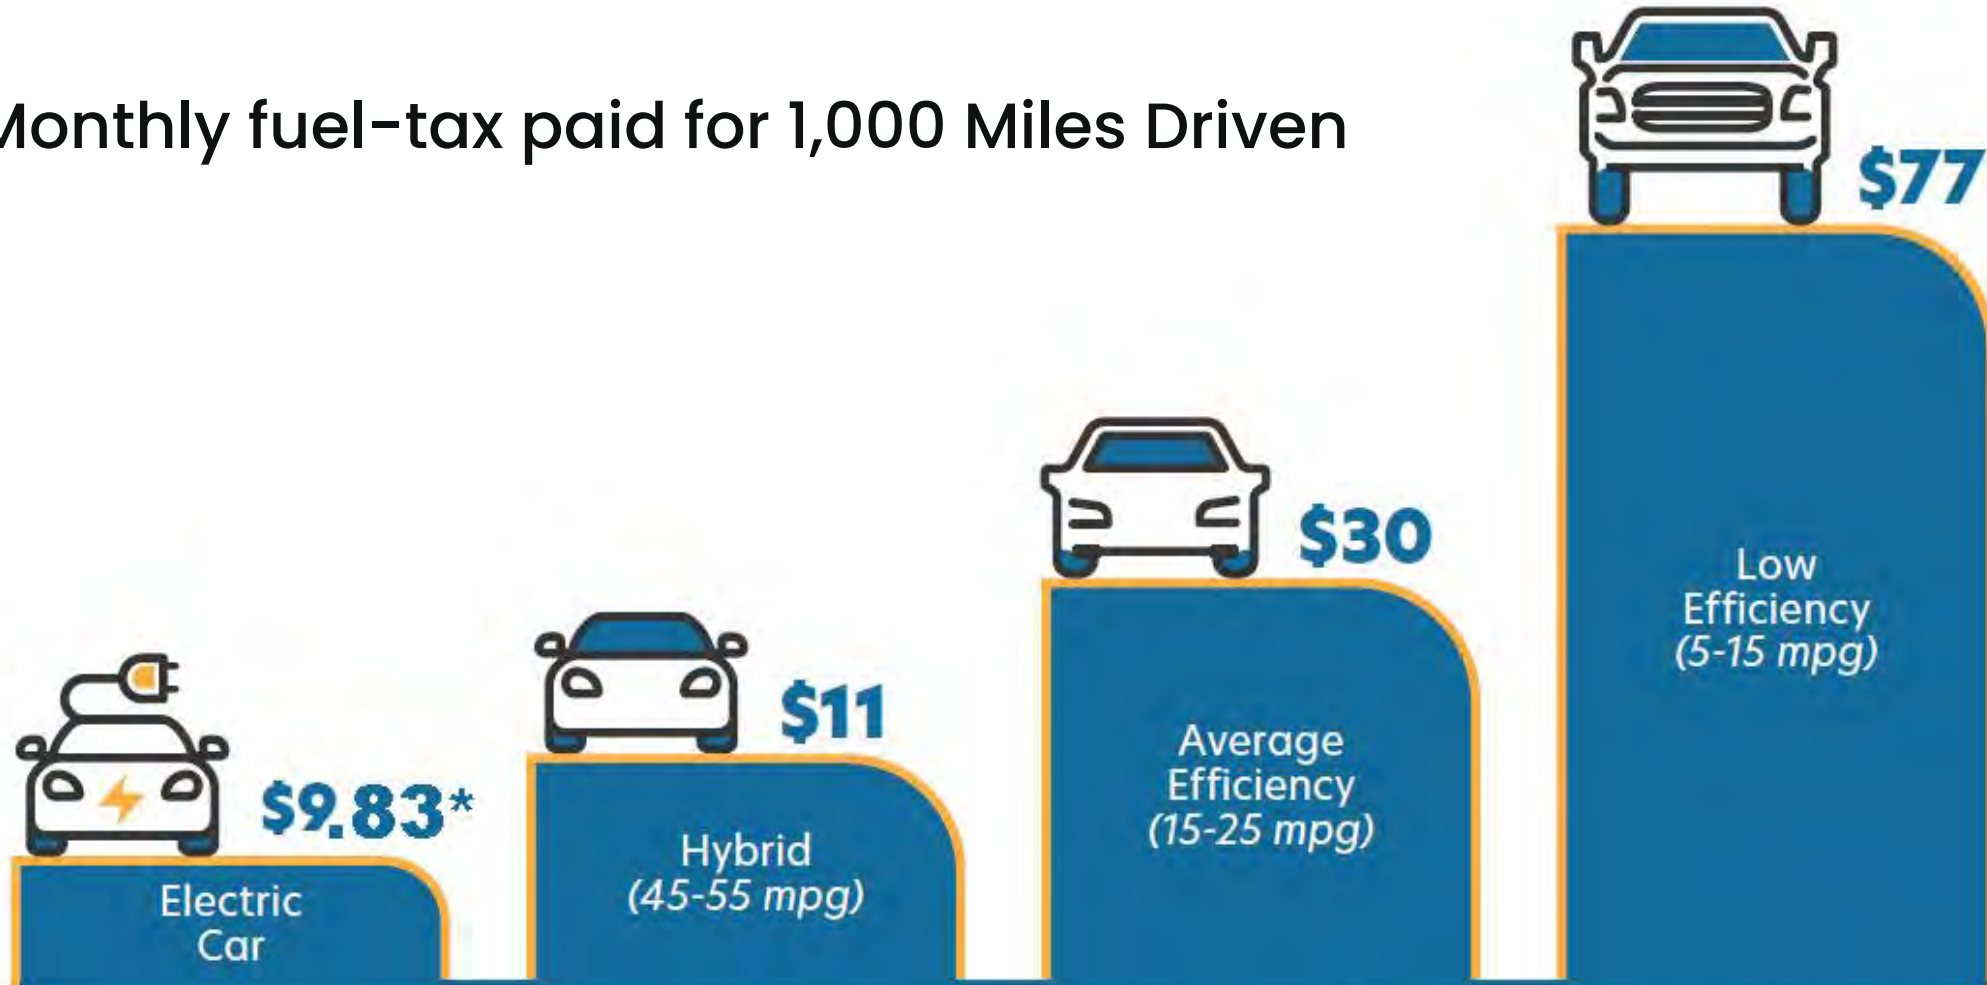 Monthly fuel-tax paid for 1,000 Miles Driven
$77
$30
$11
$9.83*
Low
Efficiency
(5-15 mpg)
Average
Efficiency
(15-25 mpg)
Hybrid
(45-55 mpg)
Electric
Car